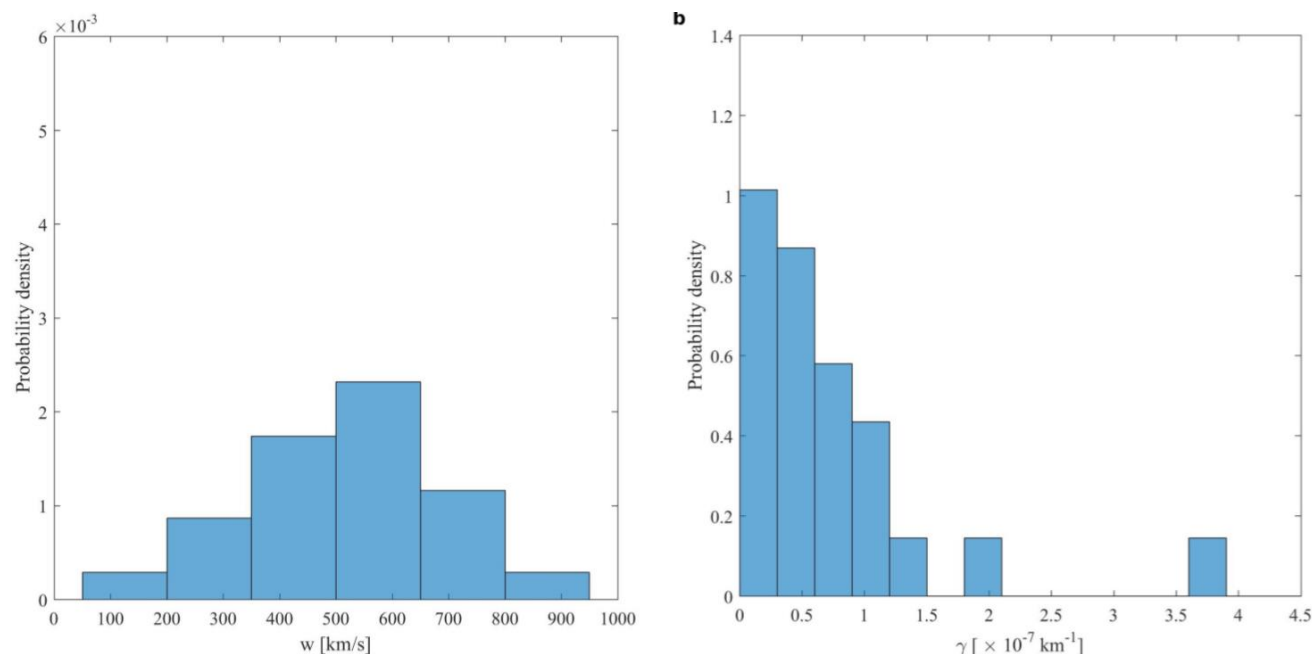 ×10⁻³
6
5
4
3
2
1
0
Probability density
0 100 200 300 400 500 600 700 800 900 1000
w [km/s]
b
1.4
1.2
1
0.8
0.6
0.4
0.2
0
Probability density
0 0.5 1 1.5 2 2.5 3 3.5 4 4.5
γ [ × 10⁻⁷ km⁻¹]